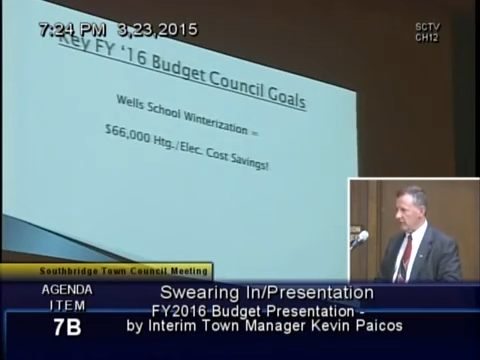 7:24 PM 3,23,2015
SCTV
CH12
Key FY '16 Budget Council Goals
Wells School Winterization =
$66,000 Htg./Elec. Cost Savings!
Southbridge Town Council Meeting
AGENDA
ITEM
7B
Swearing In/Presentation
FY2016 Budget Presentation -
by Interim Town Manager Kevin Paicos